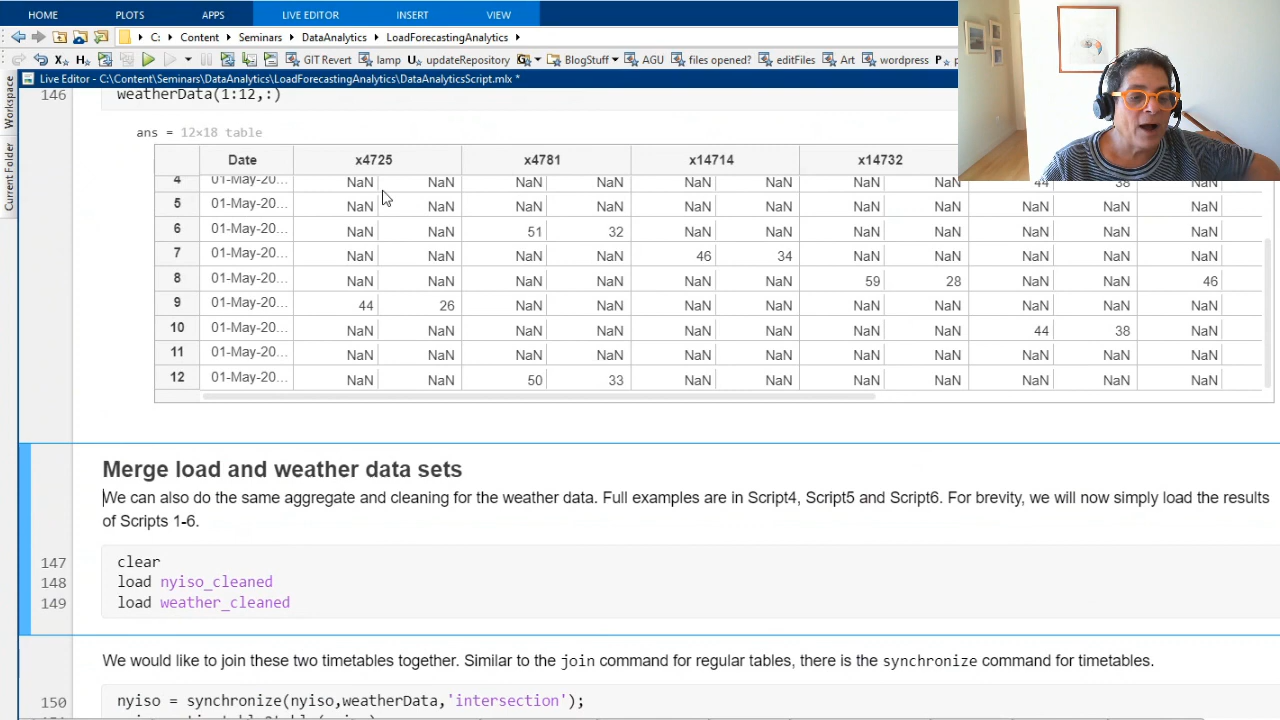 HOME PLOTS APPS LIVE EDITOR INSERT VIEW
C: Content Seminars DataAnalytics LoadForecastingAnalytics
X H GIT Revert lamp U updateRepository G BlogStuff AGU files opened? editFiles Art wordpress P
Live Editor - C:\Content\Seminars\DataAnalytics\LoadForecastingAnalytics\DataAnalyticsScript.mlx *
Workspace
Current Folder
146 weatherData(1:12,:)
ans = 12×18 table
Date x4725 x4781 x14714 x14732
4 01-May-20... NaN NaN NaN NaN NaN NaN NaN NaN 44 38 NaN
5 01-May-20... NaN NaN NaN NaN NaN NaN NaN NaN NaN NaN NaN
6 01-May-20... NaN NaN 51 32 NaN NaN NaN NaN NaN NaN NaN
7 01-May-20... NaN NaN NaN NaN 46 34 NaN NaN NaN NaN NaN
8 01-May-20... NaN NaN NaN NaN NaN NaN 59 28 NaN NaN 46
9 01-May-20... 44 26 NaN NaN NaN NaN NaN NaN NaN NaN NaN
10 01-May-20... NaN NaN NaN NaN NaN NaN NaN NaN 44 38 NaN
11 01-May-20... NaN NaN NaN NaN NaN NaN NaN NaN NaN NaN NaN
12 01-May-20... NaN NaN 50 33 NaN NaN NaN NaN NaN NaN NaN
Merge load and weather data sets
We can also do the same aggregate and cleaning for the weather data. Full examples are in Script4, Script5 and Script6. For brevity, we will now simply load the results
of Scripts 1-6.
147 clear
148 load nyiso_cleaned
149 load weather_cleaned
We would like to join these two timetables together. Similar to the join command for regular tables, there is the synchronize command for timetables.
150 nyiso = synchronize(nyiso,weatherData,'intersection');